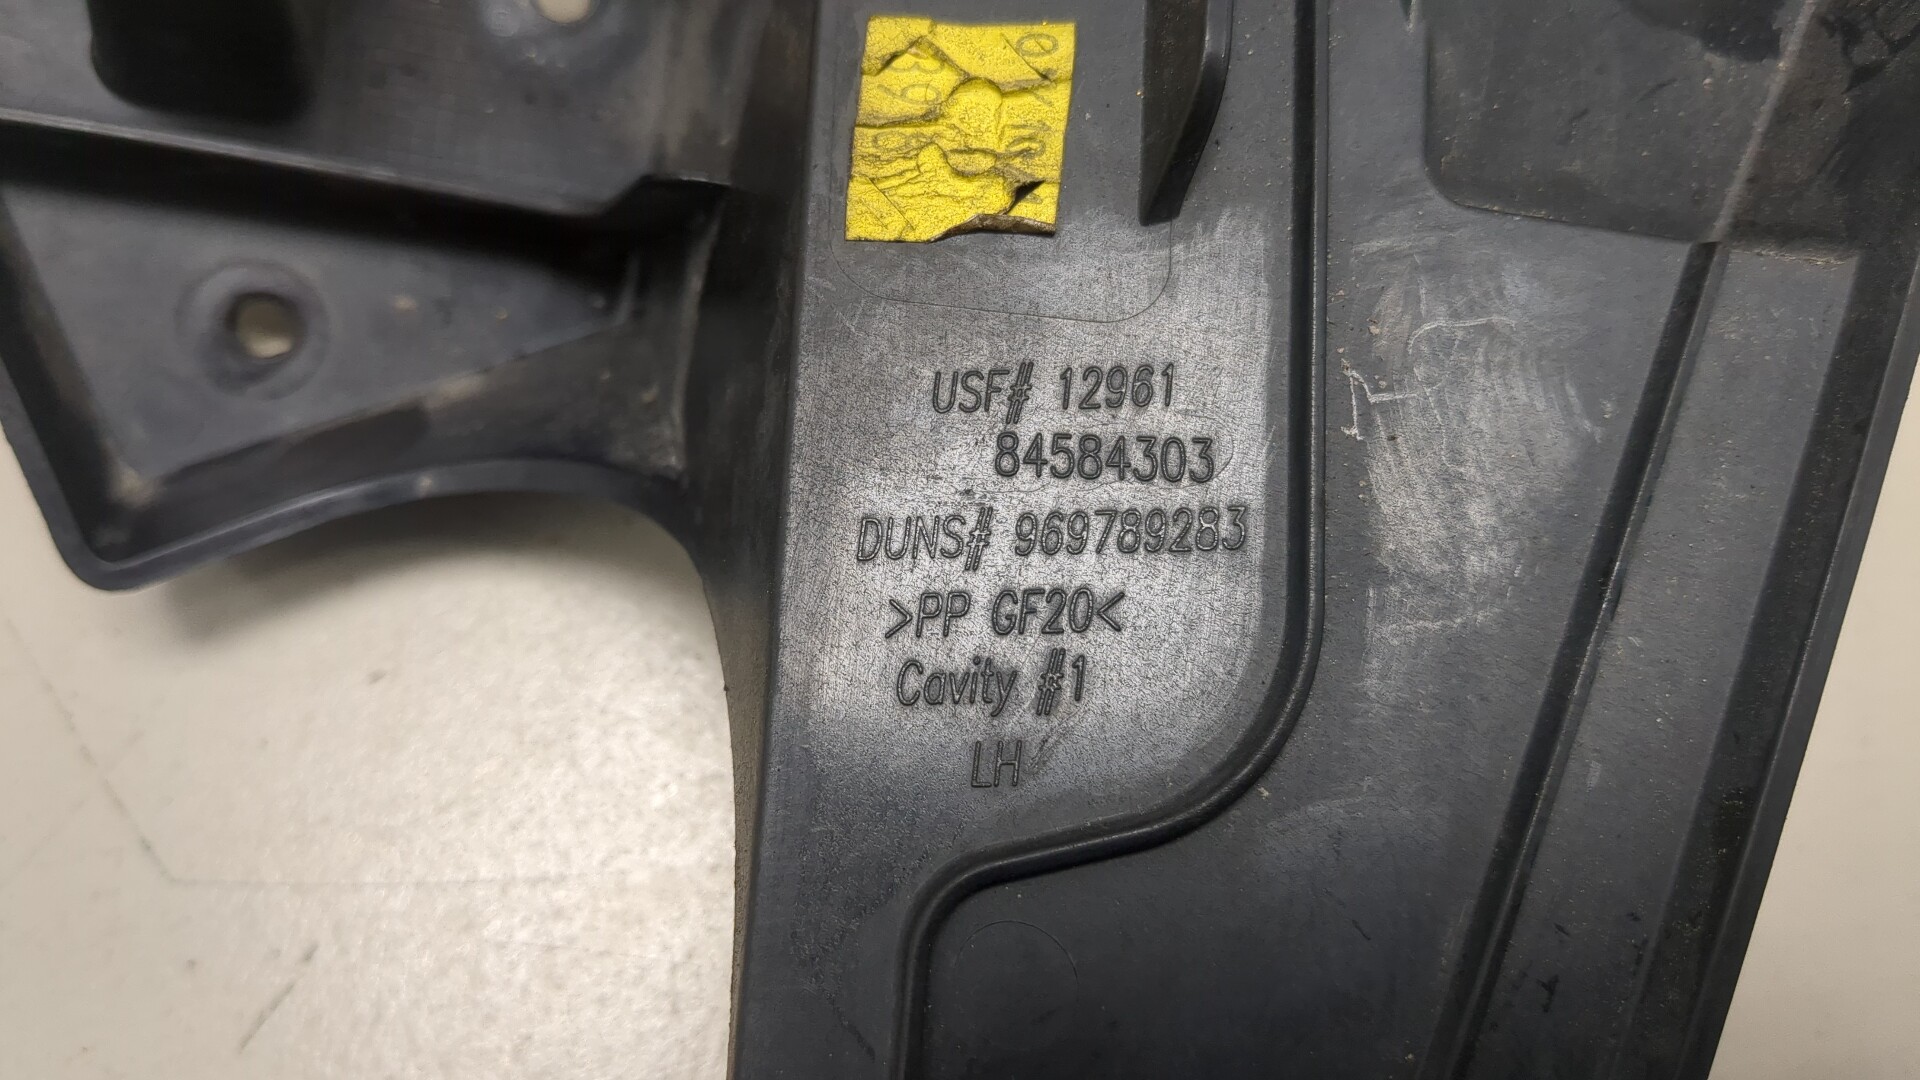 USF# 12961
84584303
DUNS# 969789283
>PP GF20<
Cavity #1
LH